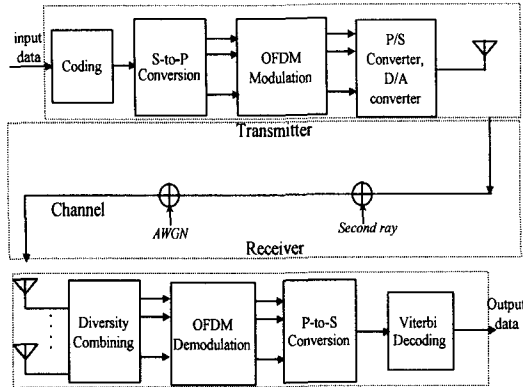 input
data
Coding
S-to-P
Conversion
OFDM
Modulation
P/S
Converter,
D/A
converter
Transmitter
Channel
AWGN
Second ray
Receiver
Diversity
Combining
OFDM
Demodulation
P-to-S
Conversion
Viterbi
Decoding
Output
data